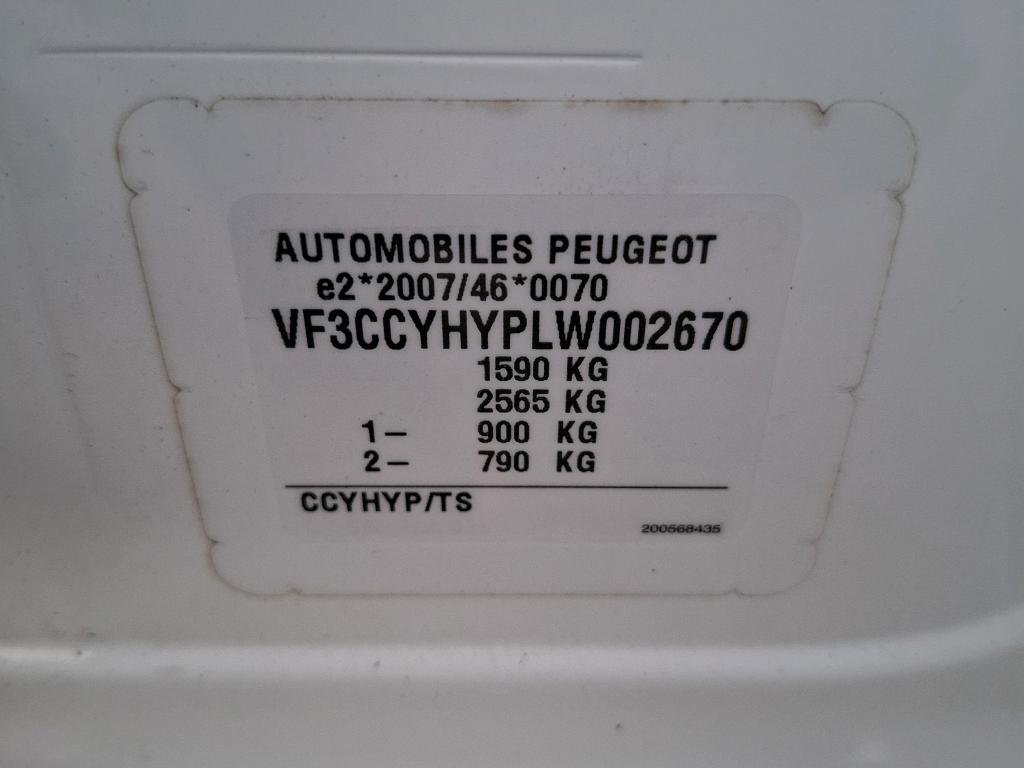 AUTOMOBILES PEUGEOT
e2*2007/46*0070
VF3CCYHYPLW002670
1590 KG
2565 KG
1- 900 KG
2- 790 KG
CCYHYP/TS
200568435